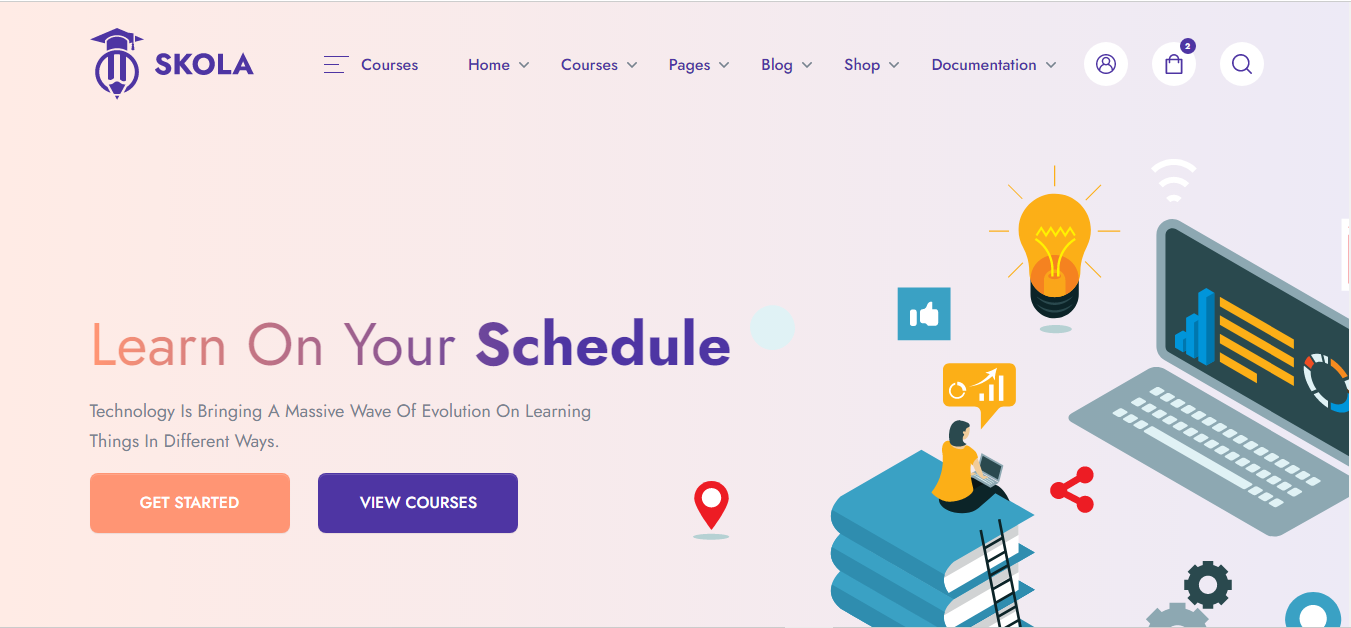 SKOLA
Courses
Home
Courses
Pages
Blog
Shop
Documentation
2
Learn On Your Schedule
Technology Is Bringing A Massive Wave Of Evolution On Learning
Things In Different Ways.
GET STARTED
VIEW COURSES